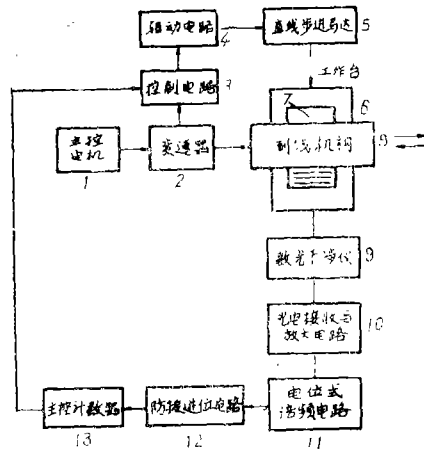 驱动电路
4
直线步进马达
5
工作台
控制电路
3
7
6
主控
电机
1
变速器
2
刻线机构
激光干涉仪
9
光电接收与
放大电路
10
电位式
倍频电路
11
防接进位电路
12
主控计数器
13